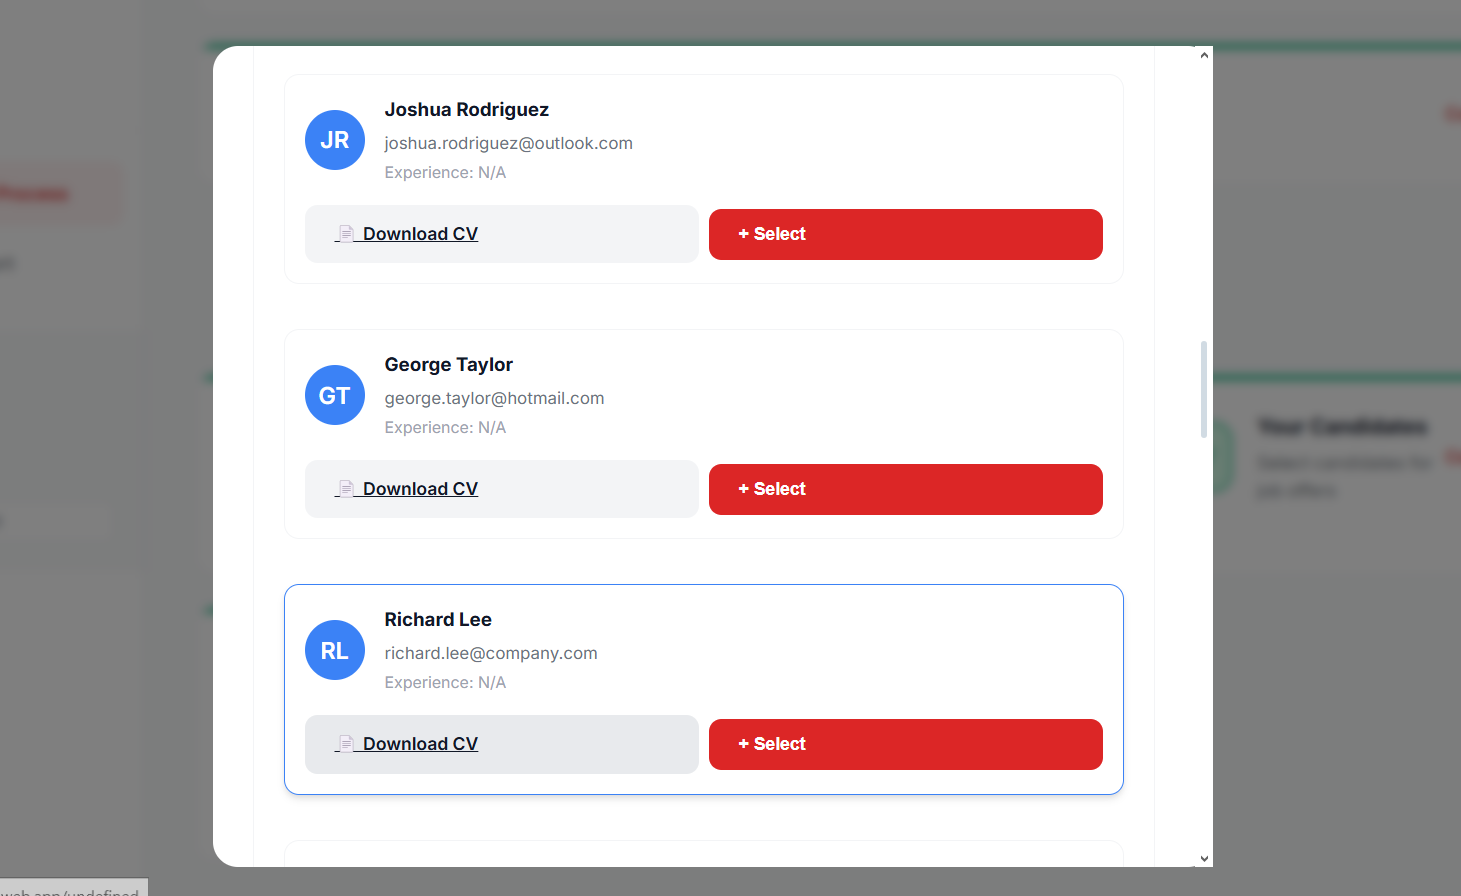 Joshua Rodriguez
JR
joshua.rodriguez@outlook.com
Experience: N/A
Download CV
+ Select
George Taylor
GT
george.taylor@hotmail.com
Experience: N/A
Download CV
+ Select
Your Candidates
Select candidates for
job offers
Richard Lee
RL
richard.lee@company.com
Experience: N/A
Download CV
+ Select
Process
web.app/undefined